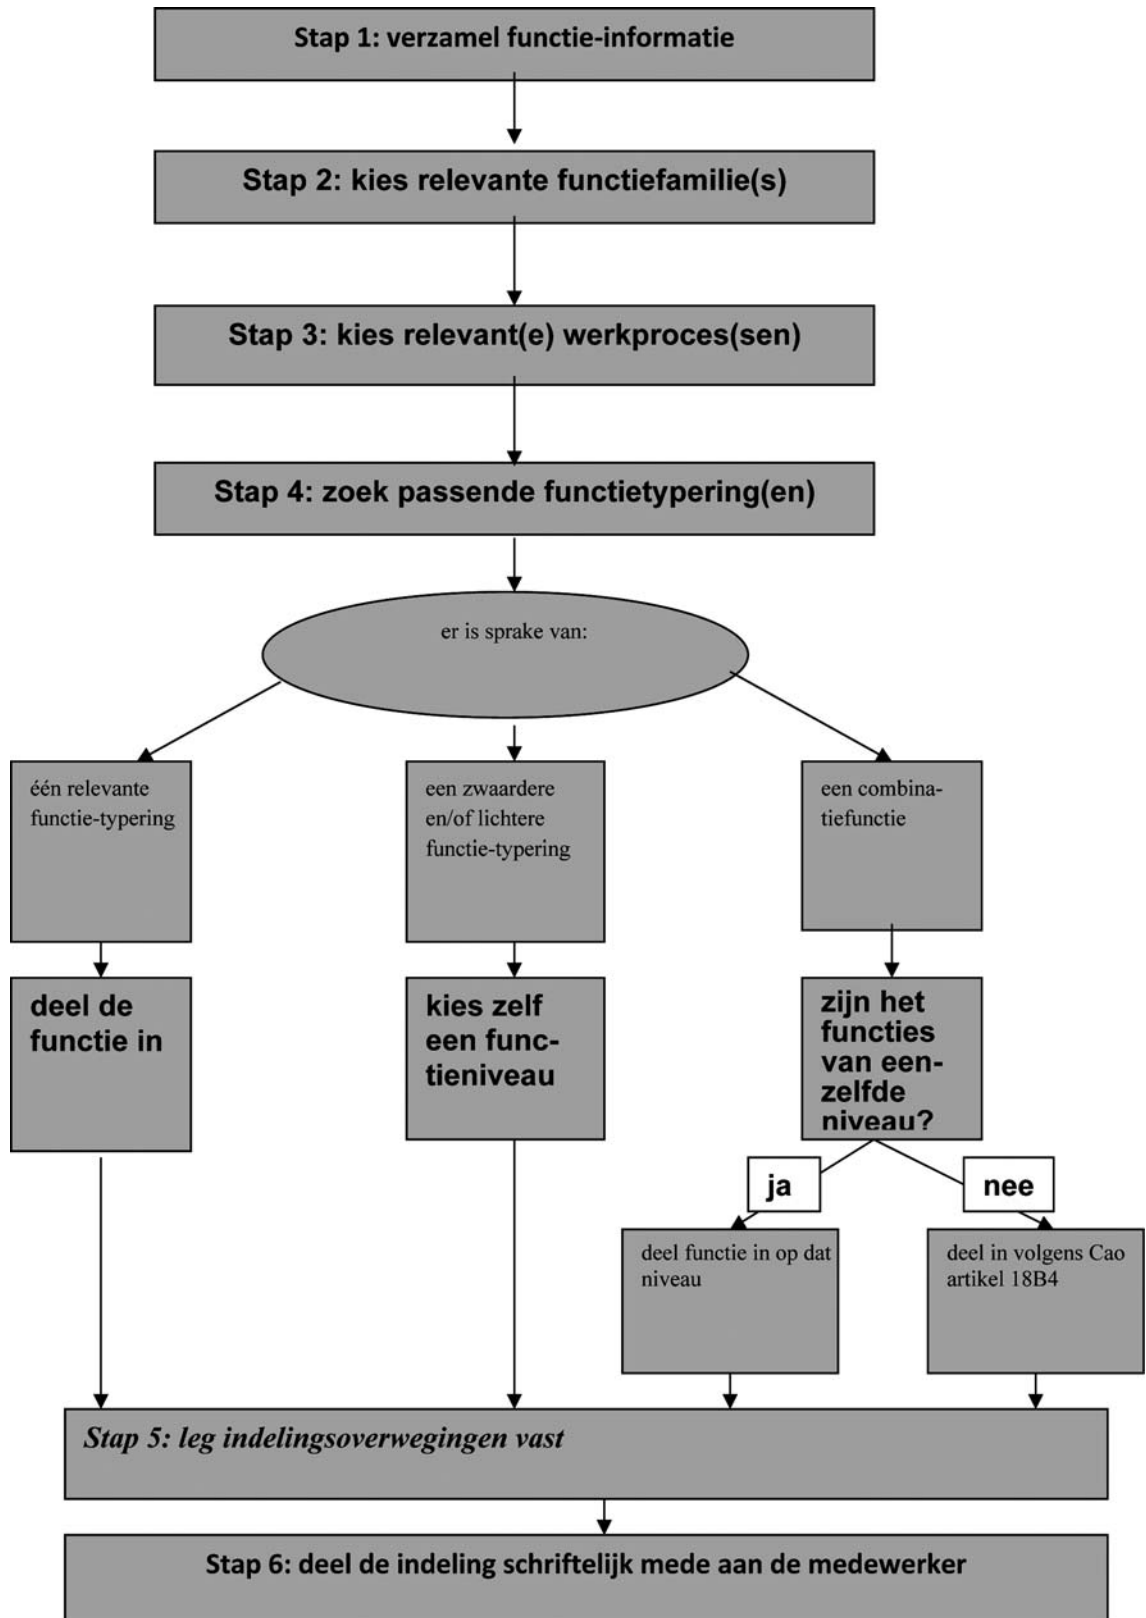 Stap 1: verzamel functie-informatie
Stap 2: kies relevante functiefamilie(s)
Stap 3: kies relevant(e) werkproces(sen)
Stap 4: zoek passende functietypering(en)
er is sprake van:
één relevante
functie-typering
een zwaardere
en/of lichtere
functie-typering
een combina-
tiefunctie
deel de
functie in
kies zelf
een func-
tieniveau
zijn het
functies
van een-
zelfde
niveau?
ja
nee
deel functie in op dat
niveau
deel in volgens Cao
artikel 18B4
Stap 5: leg indelingsoverwegingen vast
Stap 6: deel de indeling schriftelijk mede aan de medewerker